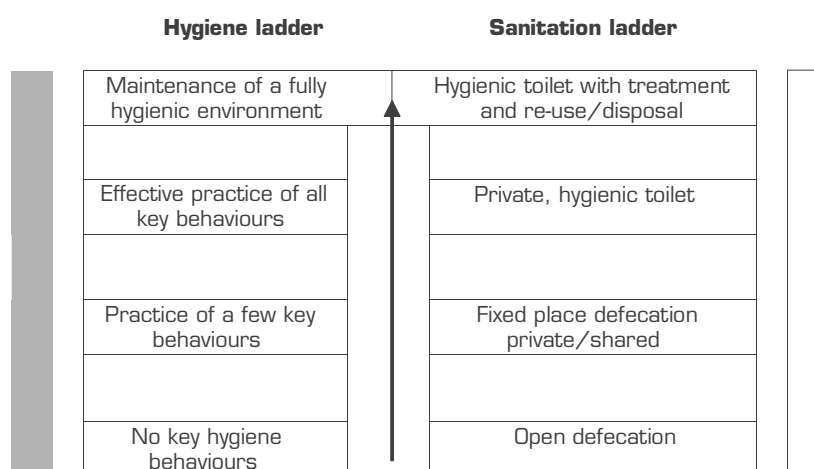 Hygiene ladder
Sanitation ladder
Maintenance of a fully
hygienic environment
Hygienic toilet with treatment
and re-use/disposal
Effective practice of all
key behaviours
Private, hygienic toilet
Practice of a few key
behaviours
Fixed place defecation
private/shared
No key hygiene
behaviours
Open defecation